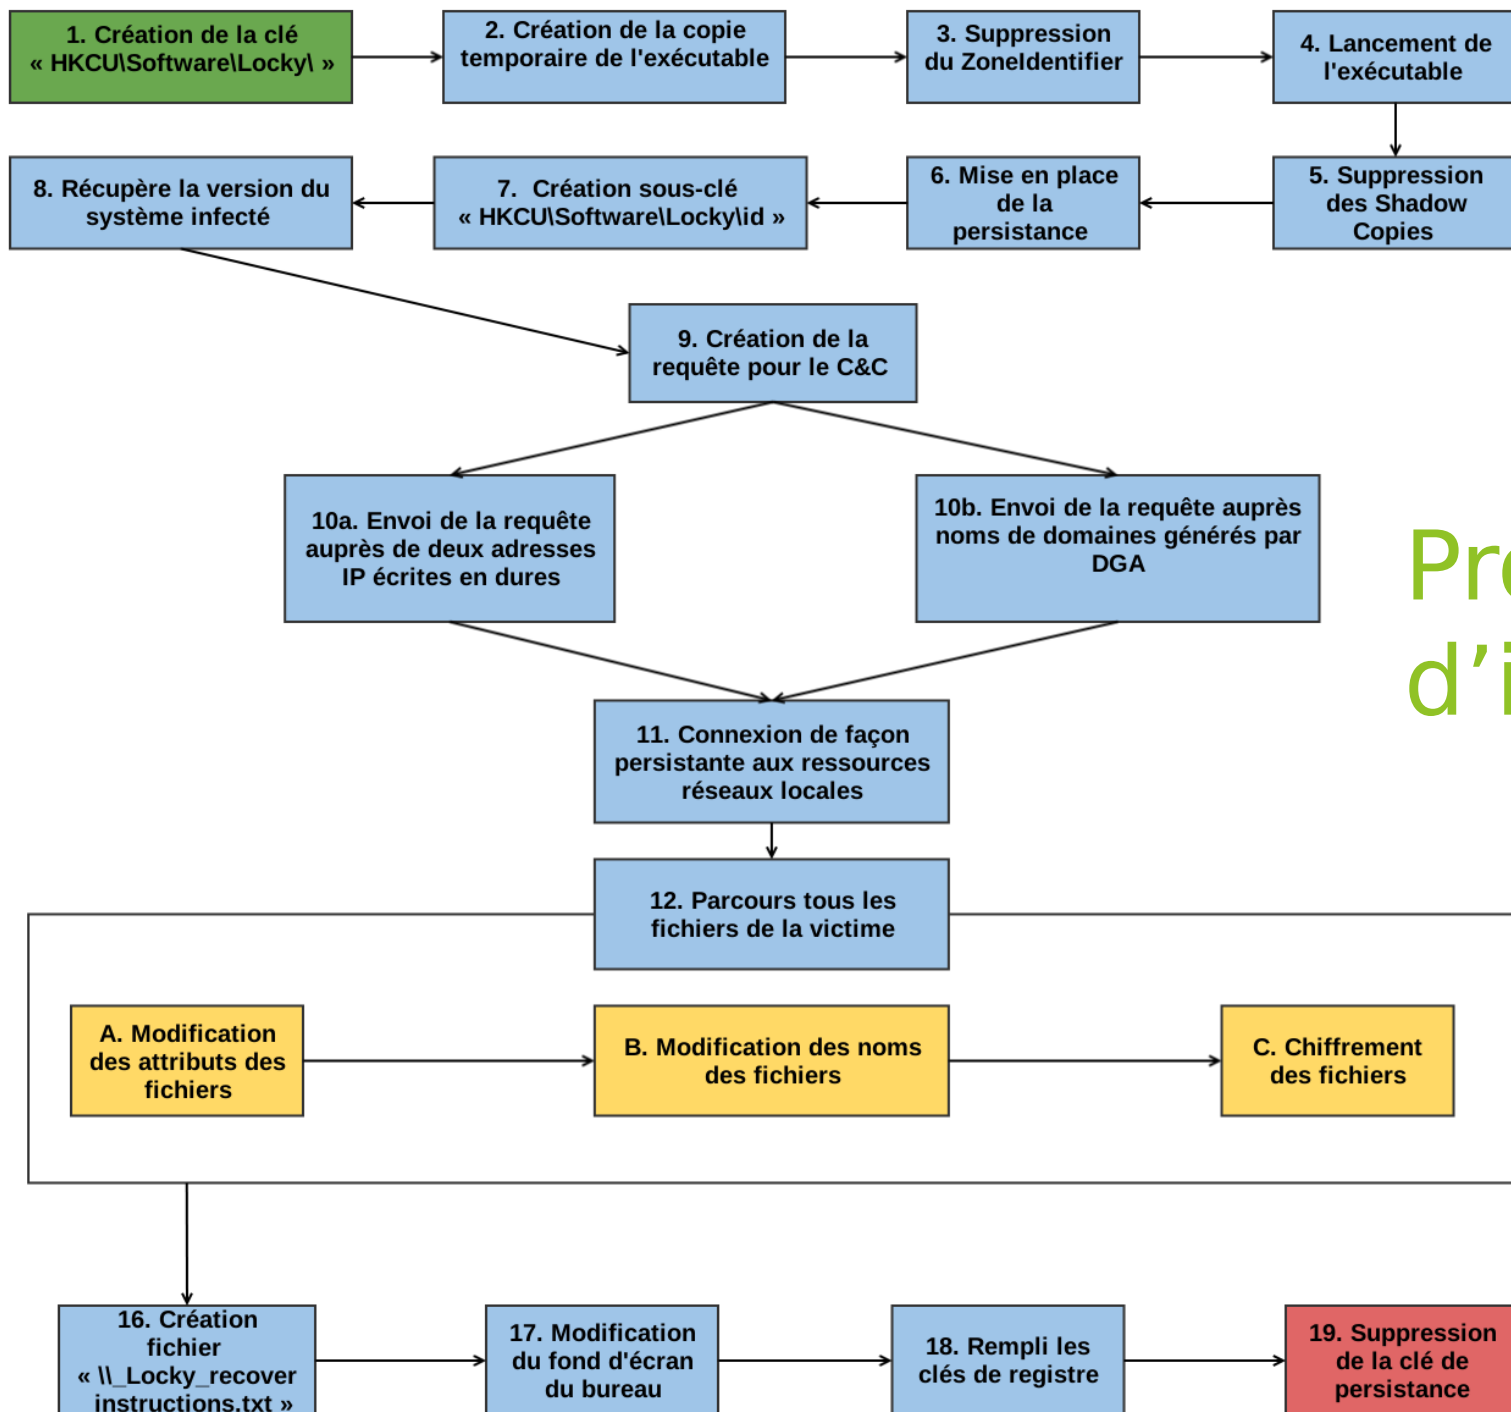 1. Création de la clé
« HKCU\Software\Locky\ »
2. Création de la copie
temporaire de l'exécutable
3. Suppression
du ZoneIdentifier
4. Lancement de
l'exécutable
8. Récupère la version du
système infecté
7. Création sous-clé
« HKCU\Software\Locky\id »
6. Mise en place
de la
persistance
5. Suppression
des Shadow
Copies
9. Création de la
requête pour le C&C
10a. Envoi de la requête
auprès de deux adresses
IP écrites en dures
10b. Envoi de la requête auprès
noms de domaines générés par
DGA
11. Connexion de façon
persistante aux ressources
réseaux locales
12. Parcours tous les
fichiers de la victime
A. Modification
des attributs des
fichiers
B. Modification des noms
des fichiers
C. Chiffrement
des fichiers
16. Création
fichier
« \\_Locky_recover
instructions.txt »
17. Modification
du fond d'écran
du bureau
18. Rempli les
clés de registre
19. Suppression
de la clé de
persistance